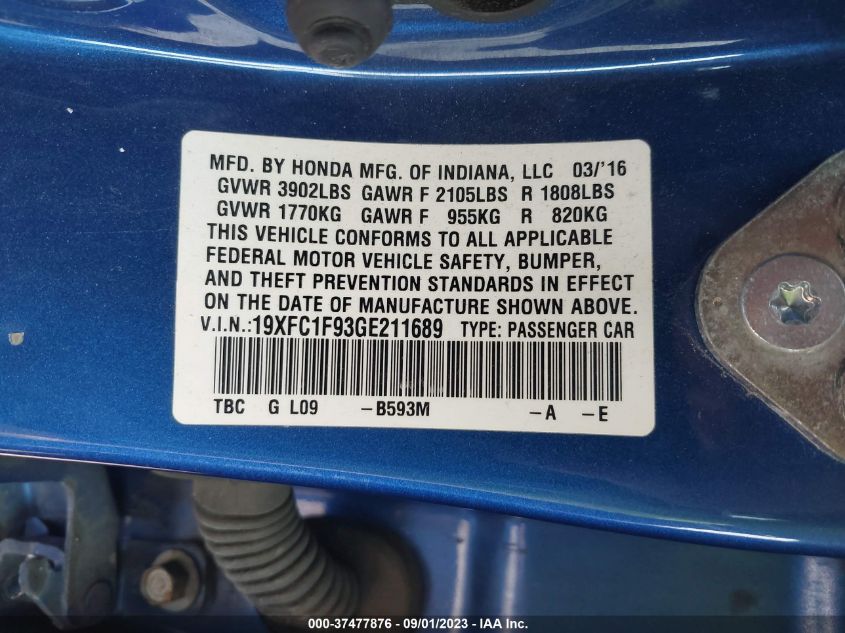 MFD. BY HONDA MFG. OF INDIANA, LLC 03/'16
GVWR 3902LBS GAWR F 2105LBS R 1808LBS
GVWR 1770KG GAWR F 955KG R 820KG
THIS VEHICLE CONFORMS TO ALL APPLICABLE
FEDERAL MOTOR VEHICLE SAFETY, BUMPER,
AND THEFT PREVENTION STANDARDS IN EFFECT
ON THE DATE OF MANUFACTURE SHOWN ABOVE.
V.I.N.:19XFC1F93GE211689 TYPE: PASSENGER CAR
TBC G L09 -B593M -A -E
000-37477876 - 09/01/2023 - IAAI.COM